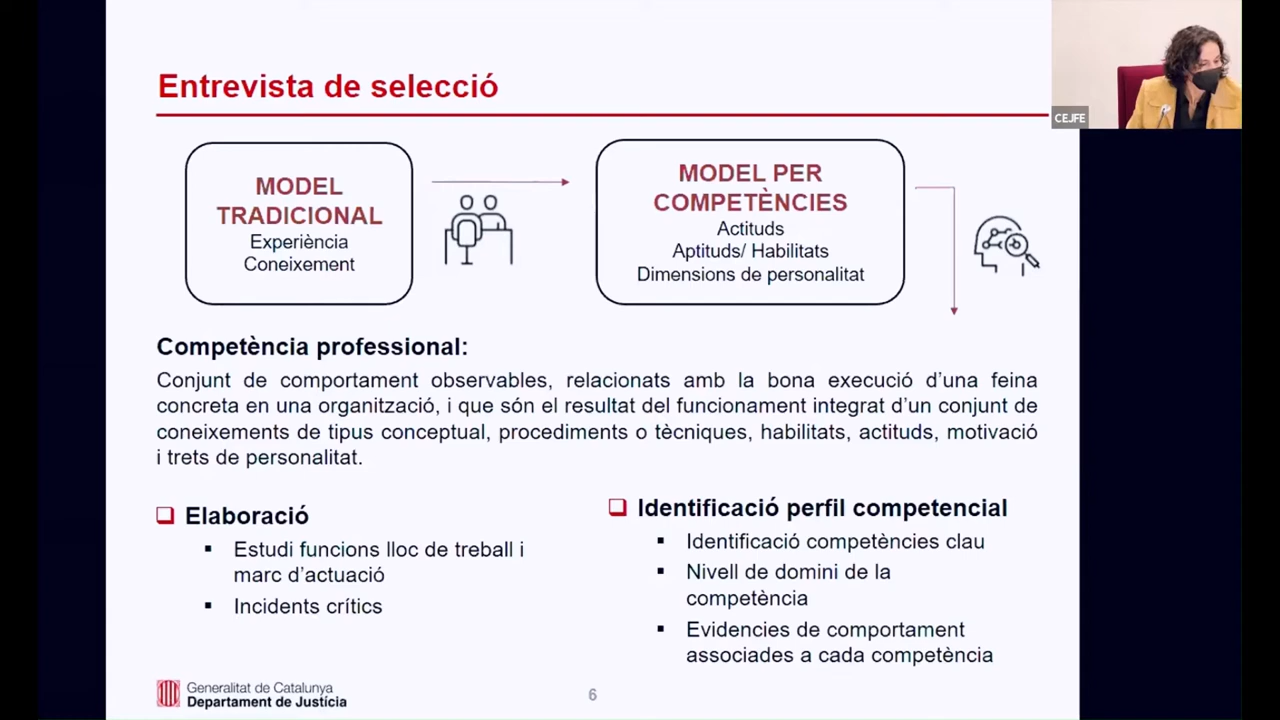 Entrevista de selecció
CEJFE
MODEL
TRADICIONAL
Experiència
Coneixement
MODEL PER
COMPETÈNCIES
Actituds
Aptituds/ Habilitats
Dimensions de personalitat
Competència professional:
Conjunt de comportament observables, relacionats amb la bona execució d’una feina
concreta en una organització, i que són el resultat del funcionament integrat d’un conjunt de
coneixements de tipus conceptual, procediments o tècniques, habilitats, actituds, motivació
i trets de personalitat.
❑ Elaboració
▪ Estudi funcions lloc de treball i
marc d’actuació
▪ Incidents crítics
❑ Identificació perfil competencial
▪ Identificació competències clau
▪ Nivell de domini de la
competència
▪ Evidencies de comportament
associades a cada competència
Generalitat de Catalunya
Departament de Justícia
6